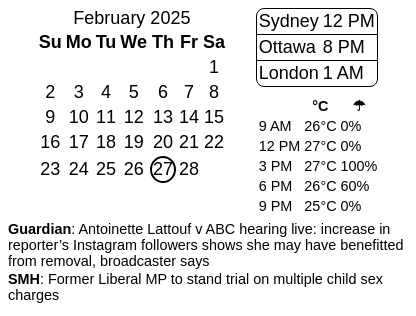 February 2025
Su Mo Tu We Th Fr Sa
1
2 3 4 5 6 7 8
9 10 11 12 13 14 15
16 17 18 19 20 21 22
23 24 25 26 27 28
Sydney 12 PM
Ottawa 8 PM
London 1 AM
°C ☂
9 AM 26°C 0%
12 PM 27°C 0%
3 PM 27°C 100%
6 PM 26°C 60%
9 PM 25°C 0%
Guardian: Antoinette Lattouf v ABC hearing live: increase in
reporter’s Instagram followers shows she may have benefitted
from removal, broadcaster says
SMH: Former Liberal MP to stand trial on multiple child sex
charges